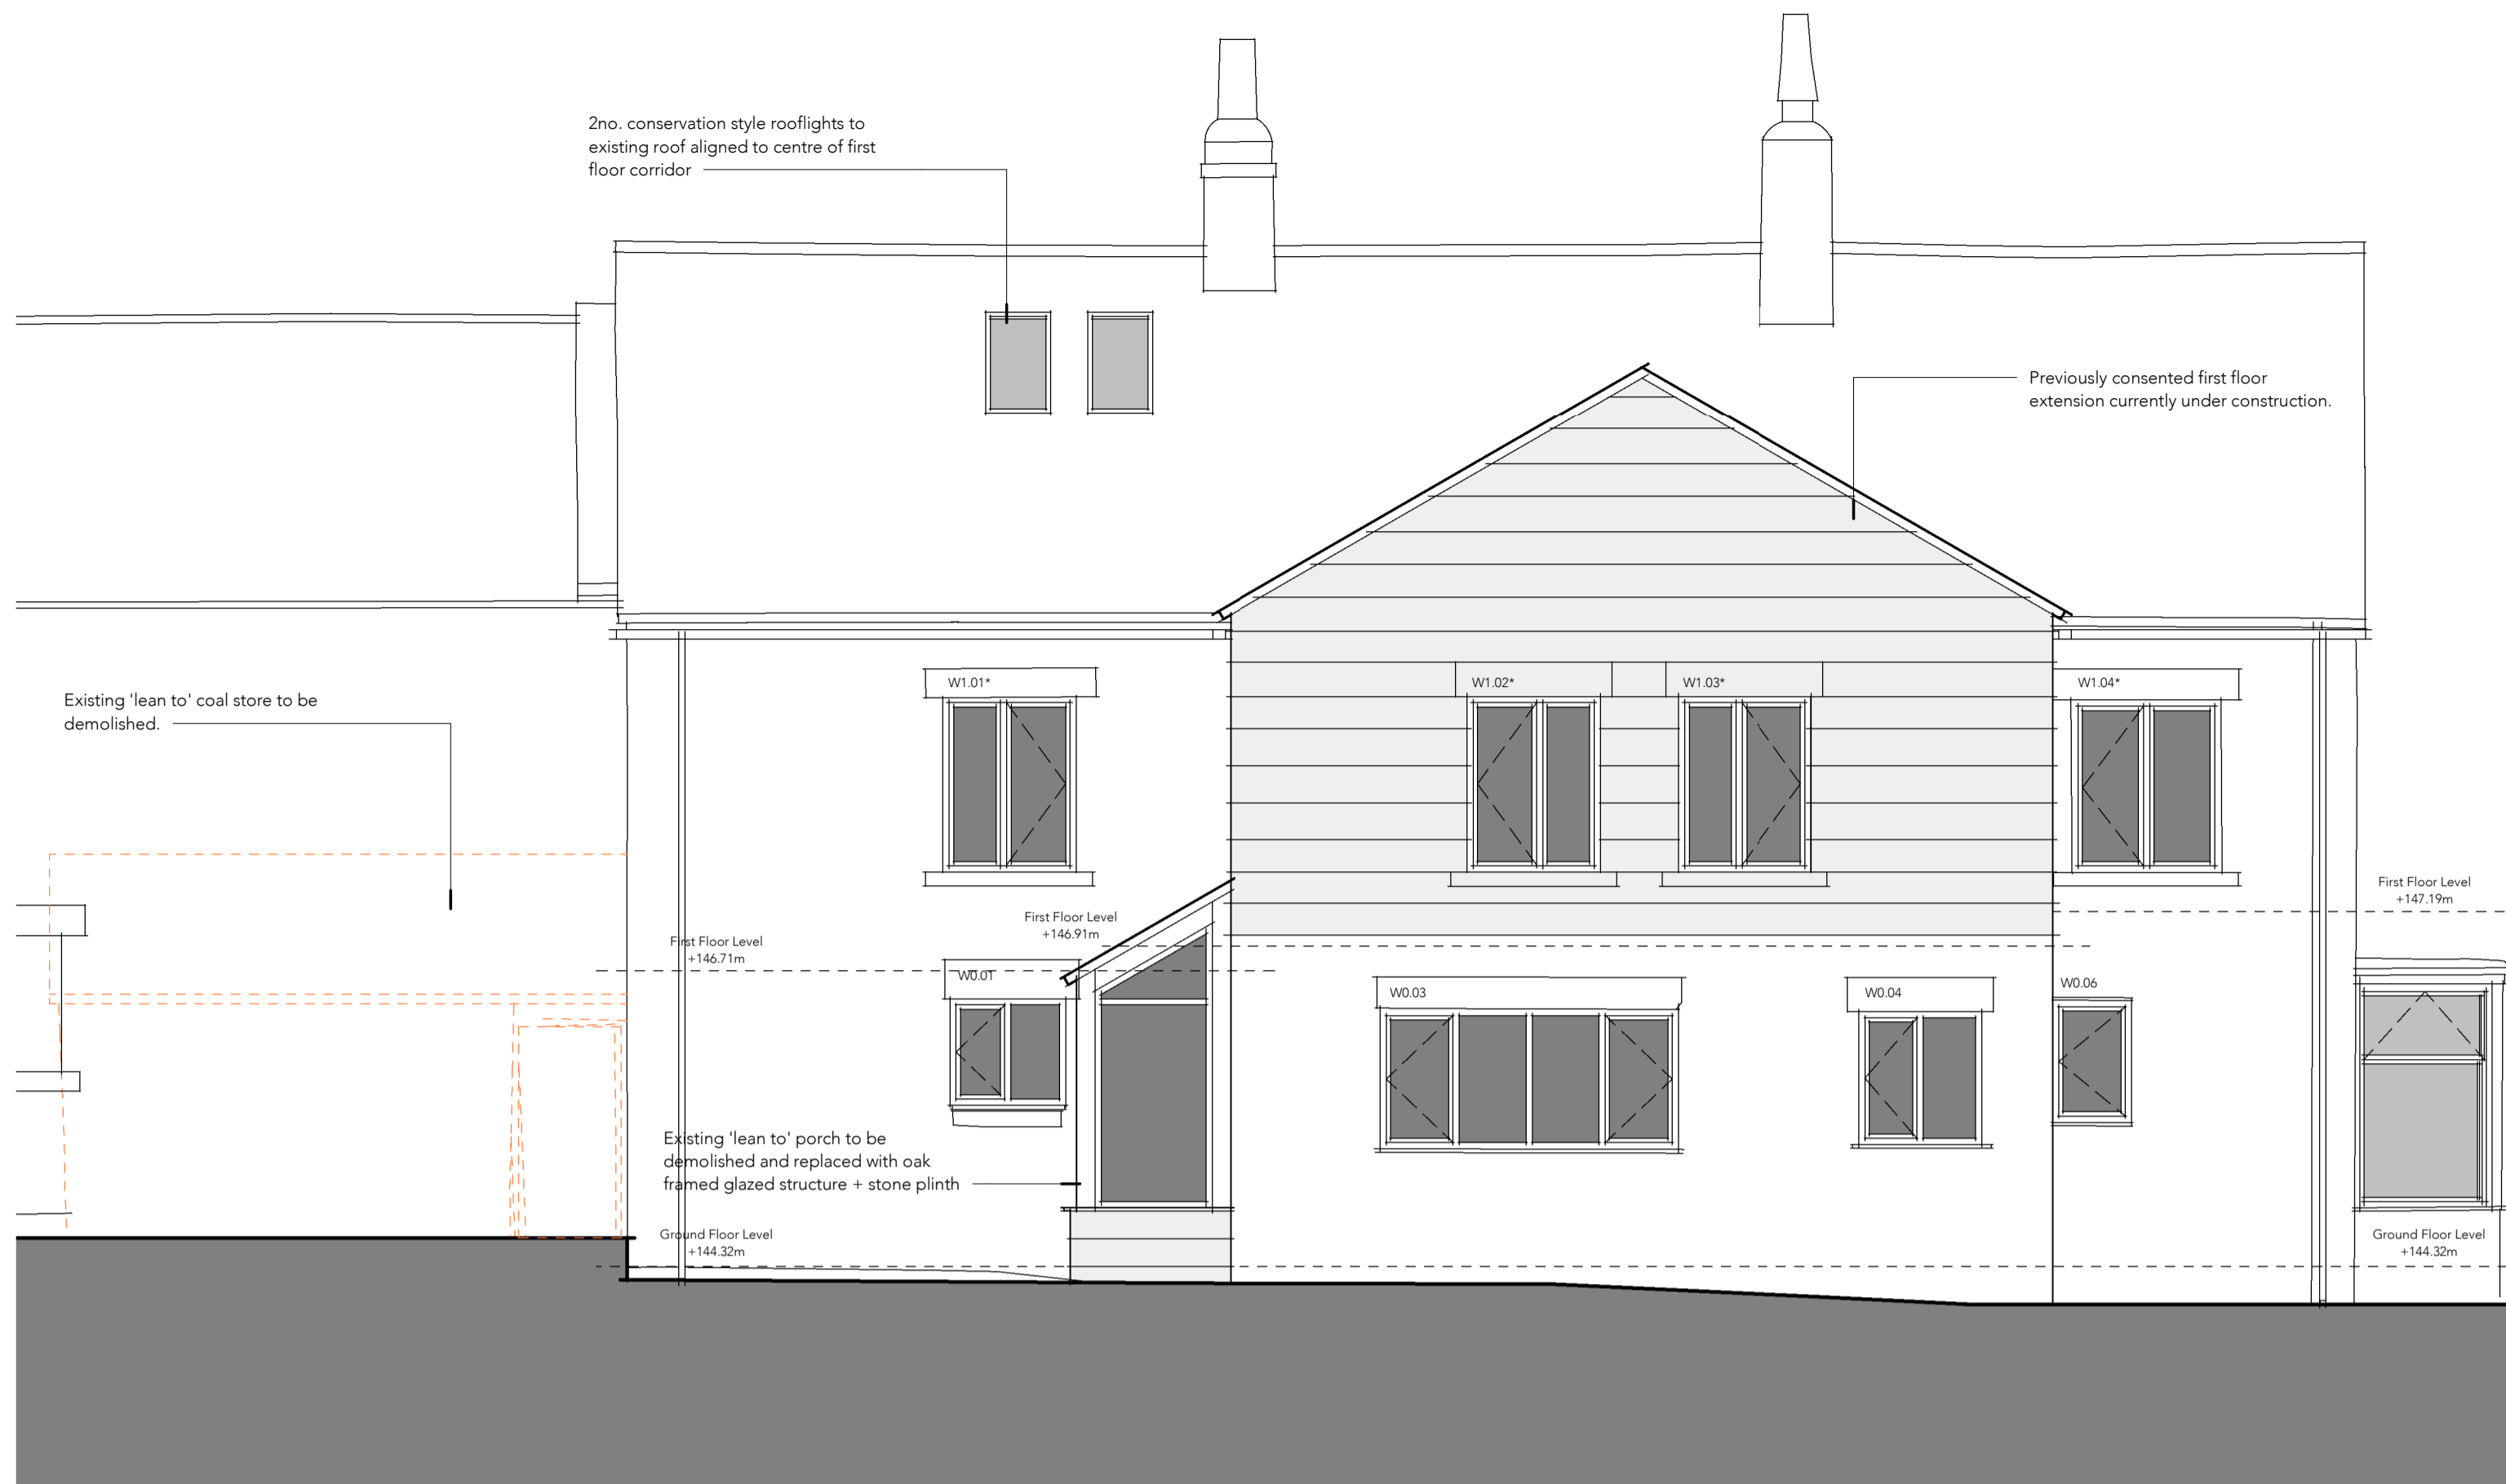 2no. conservation style rooflights to
existing roof aligned to centre of first
floor corridor
Previously consented first floor
extension currently under construction.
Existing 'lean to' coal store to be
demolished.
W1.01*
W1.02*
W1.03*
W1.04*
First Floor Level
+147.19m
First Floor Level
+146.91m
First Floor Level
+146.71m
W0.01
W0.03
W0.04
W0.06
Existing 'lean to' porch to be
demolished and replaced with oak
framed glazed structure + stone plinth
Ground Floor Level
+144.32m
Ground Floor Level
+144.32m